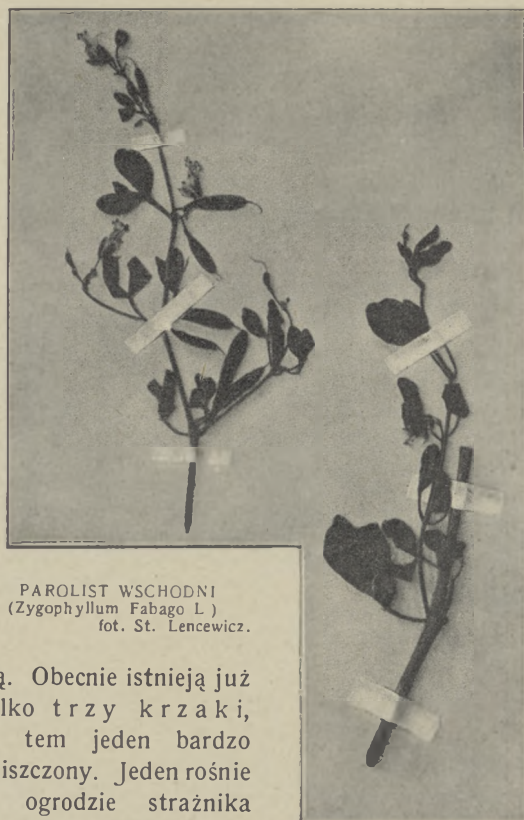 PAROLIST WSCHODNI
(Zygophyllum Fabago L )
fot. St. Lencewicz.
ą. Obecnie istnieją już
lko trzy krzaki,
tem jeden bardzo
iszczony. Jeden rośnie
ogrodzie strażnika